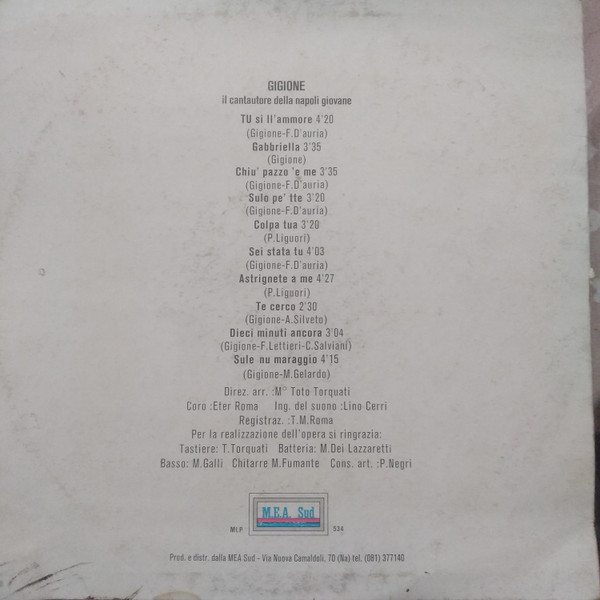 GIGIONE
il cantautore della napoli giovane
TU si ll'ammore 4'20
(Gigione-F.D'auria)
Gabbriella 3'35
(Gigione)
Chiu' pazzo 'e me 3'35
(Gigione-F.D'auria)
Sulo pe' tte 3'20
(Gigione-F.D'auria)
Colpa tua 3'20
(P.Liguori)
Sei stata tu 4'03
(Gigione-F.D'auria)
Astrignete a me 4'27
(P.Liguori)
Te cerco 2'30
(Gigione-A.Silveto)
Dieci minuti ancora 3'04
(Gigione-F.Lettieri-C.Salviani)
Sule nu maraggio 4'15
(Gigione-M.Gelardo)
Direz. arr. :M° Toto Torquati
Coro :Eter Roma Ing. del suono :Lino Cerri
Registraz. :T.M.Roma
Per la realizzazione dell'opera si ringrazia:
Tastiere: T.Torquati Batteria: M.Dei Lazzaretti
Basso: M.Galli Chitarre M.Fumante Cons. art. :P.Negri
M.E.A. Sud
MLP 534
Prod. e distr. dalla MEA Sud - Via Nuova Camaldoli, 70 (Na) tel. (081) 377140